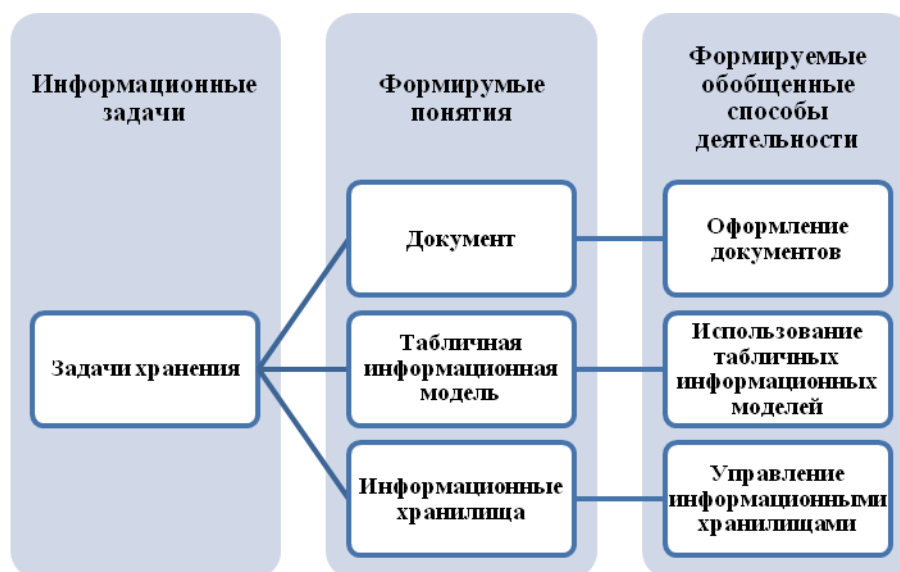 Информационные
задачи
Формирумые
понятия
Формируемые
обобщенные
способы
деятельности
Задачи хранения
Документ
Оформление
документов
Табличная
информационная
модель
Использование
табличных
информационных
моделей
Информационные
хранилища
Управление
информационными
хранилищами